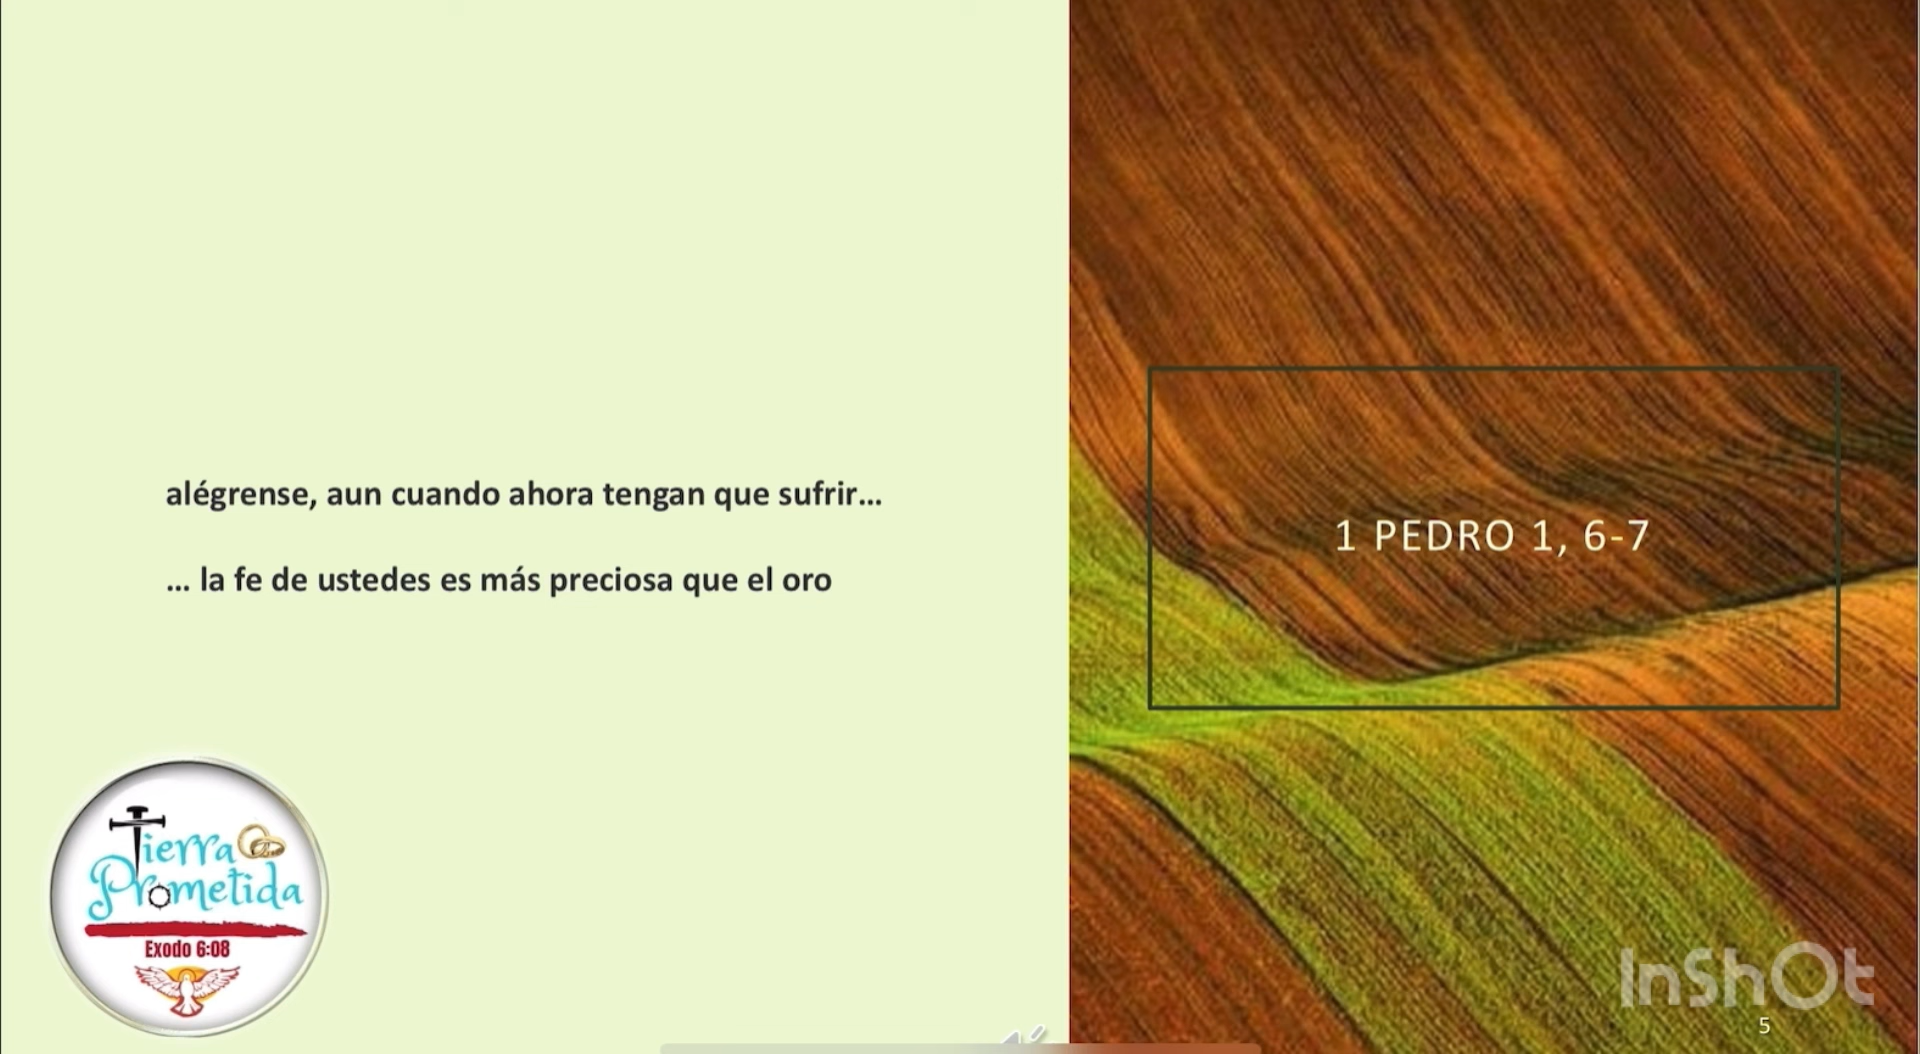 alégrense, aun cuando ahora tengan que sufrir...
... la fe de ustedes es más preciosa que el oro
1 PEDRO 1, 6-7
Tierra
Prometida
Exodo 6:08
InShOt
5